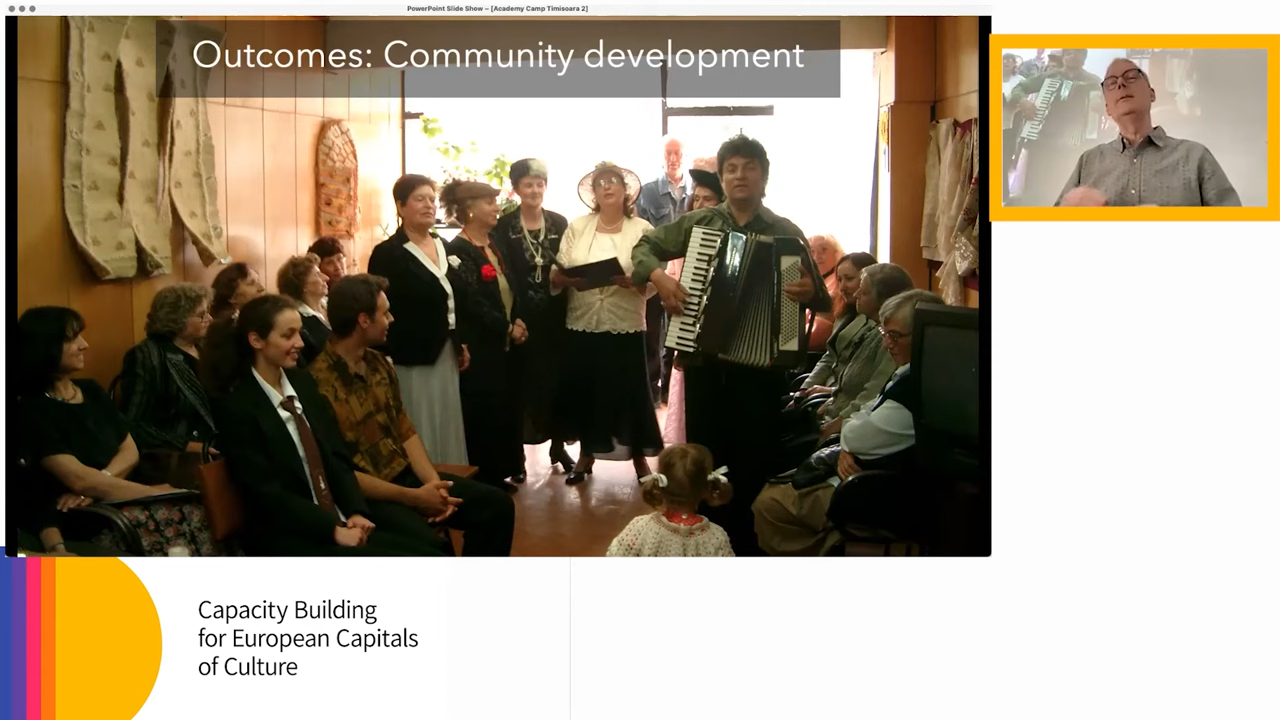 PowerPoint Slide Show – [Academy Camp Timisoara 2]
Outcomes: Community development
Capacity Building
for European Capitals
of Culture